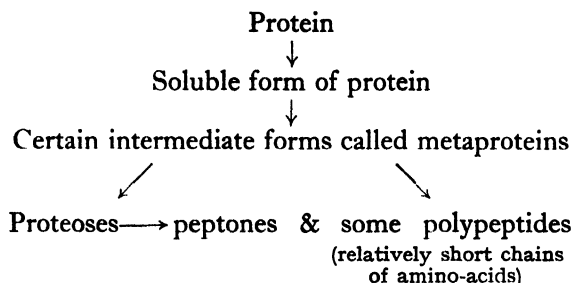 Protein
Soluble form of protein
Certain intermediate forms called metaproteins
Proteoses→peptones & some polypeptides
(relatively short chains
of amino-acids)